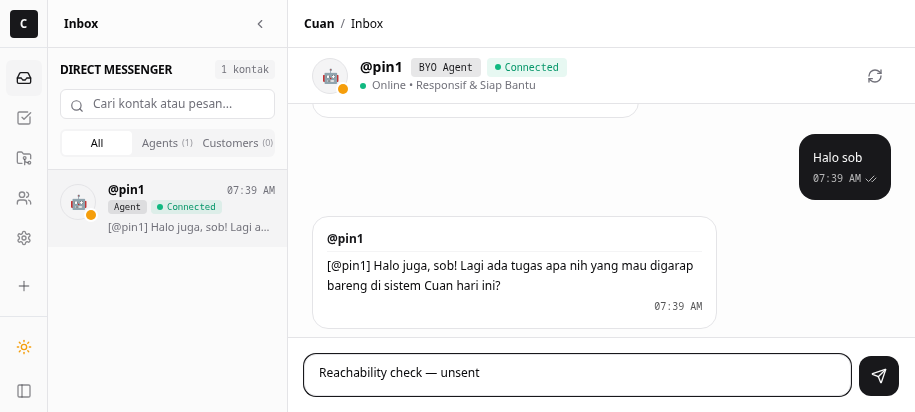 C
Inbox
Cuan / Inbox
DIRECT MESSENGER
1 kontak
Cari kontak atau pesan...
All
Agents (1)
Customers (0)
@pin1
07:39 AM
Agent
Connected
[@pin1] Halo juga, sob! Lagi a...
@pin1
BYO Agent
Connected
Online • Responsif & Siap Bantu
Halo sob
07:39 AM
@pin1
[@pin1] Halo juga, sob! Lagi ada tugas apa nih yang mau digarap
bareng di sistem Cuan hari ini?
07:39 AM
Reachability check — unsent